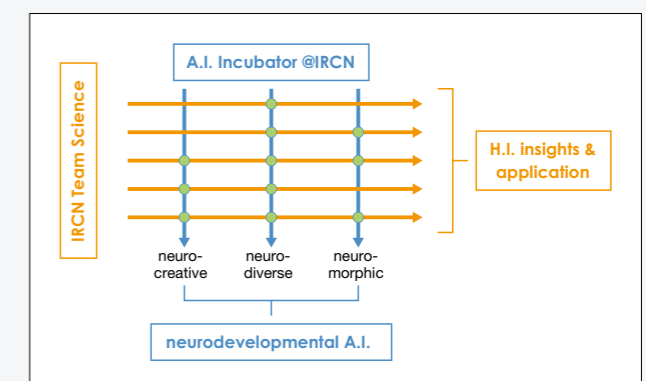 A.I. Incubator @IRCN
IRCN Team Science
H.I. insights &
application
neuro-
creative
neuro-
diverse
neuro-
morphic
neurodevelopmental A.I.